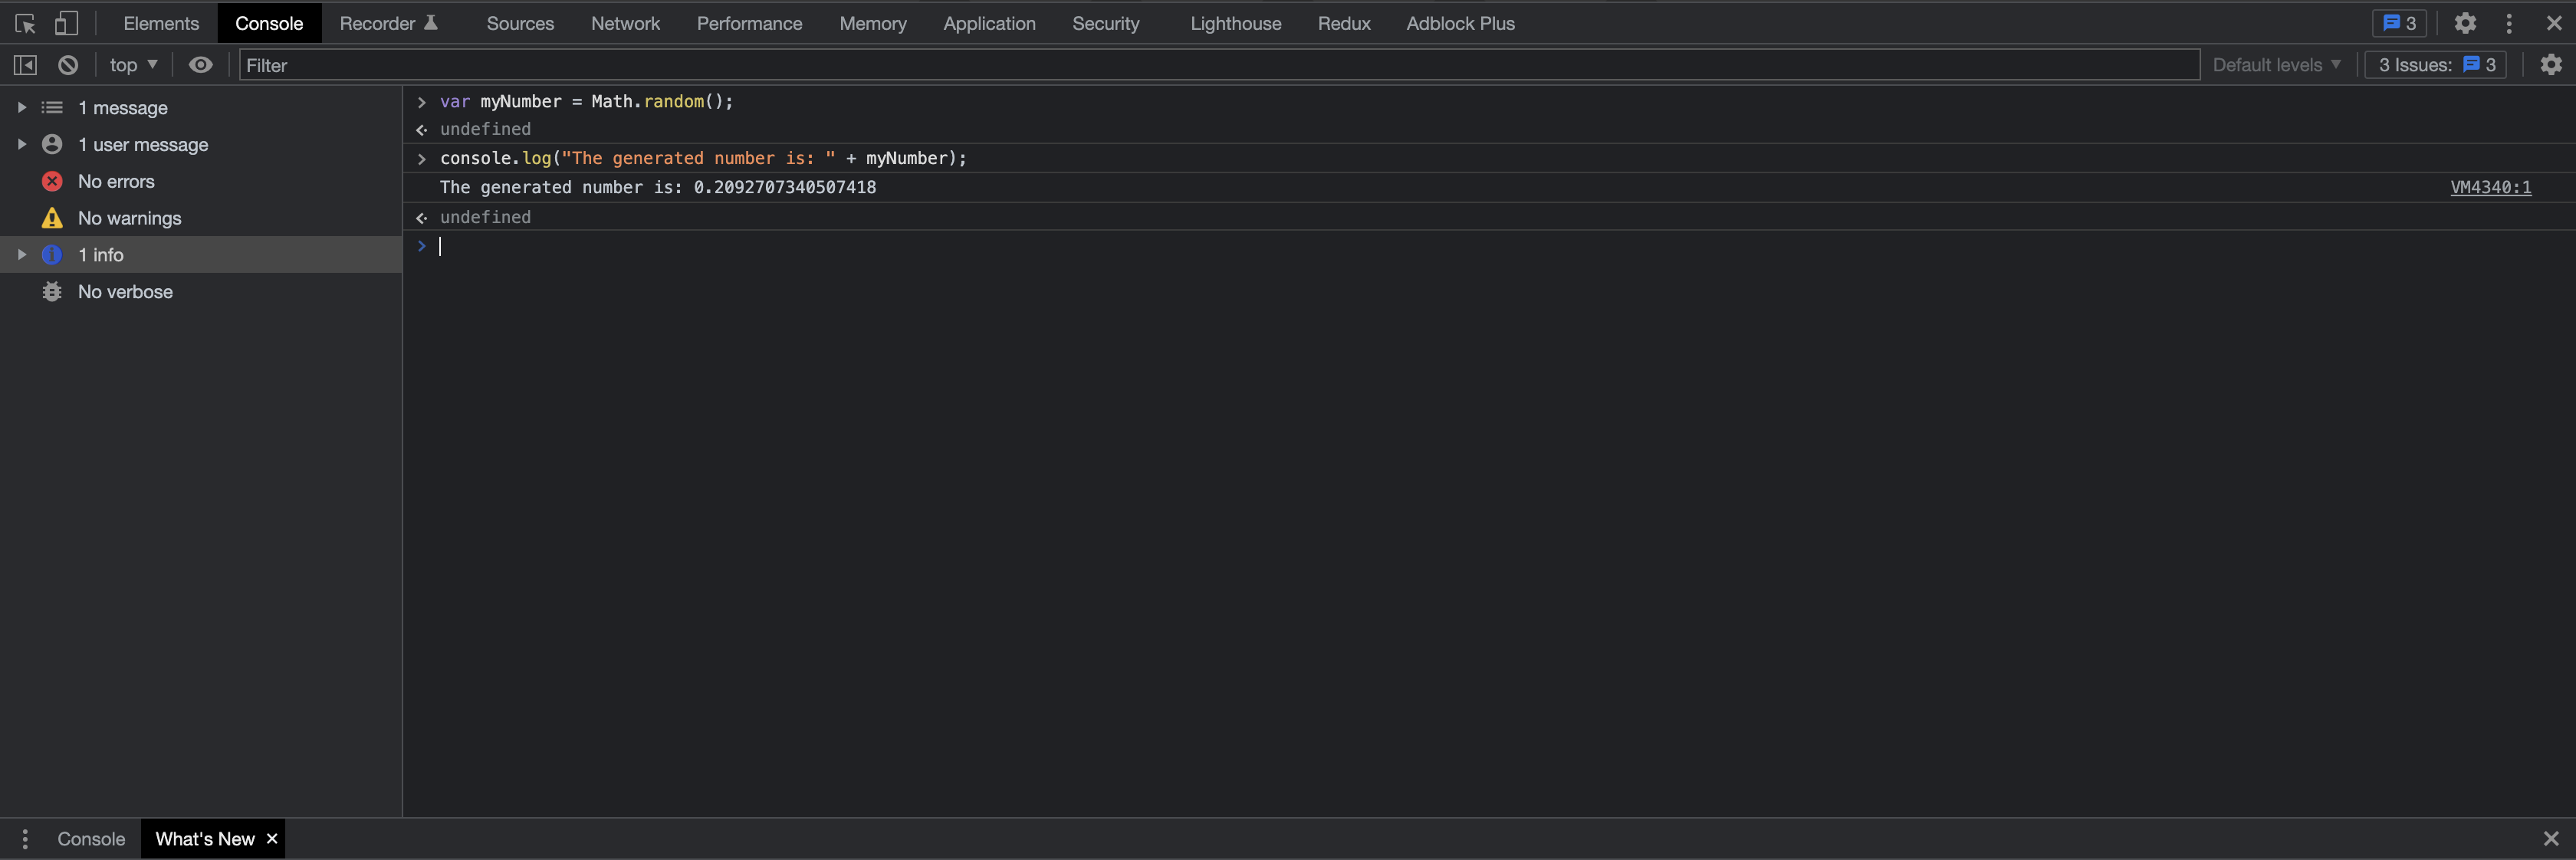 Elements Console Recorder Sources Network Performance Memory Application Security Lighthouse Redux Adblock Plus 3
top Filter Default levels 3 Issues: 3
1 message
1 user message
No errors
No warnings
1 info
No verbose
> var myNumber = Math.random();
undefined
> console.log("The generated number is: " + myNumber);
The generated number is: 0.2092707340507418 VM4340:1
undefined
>
Console What's New